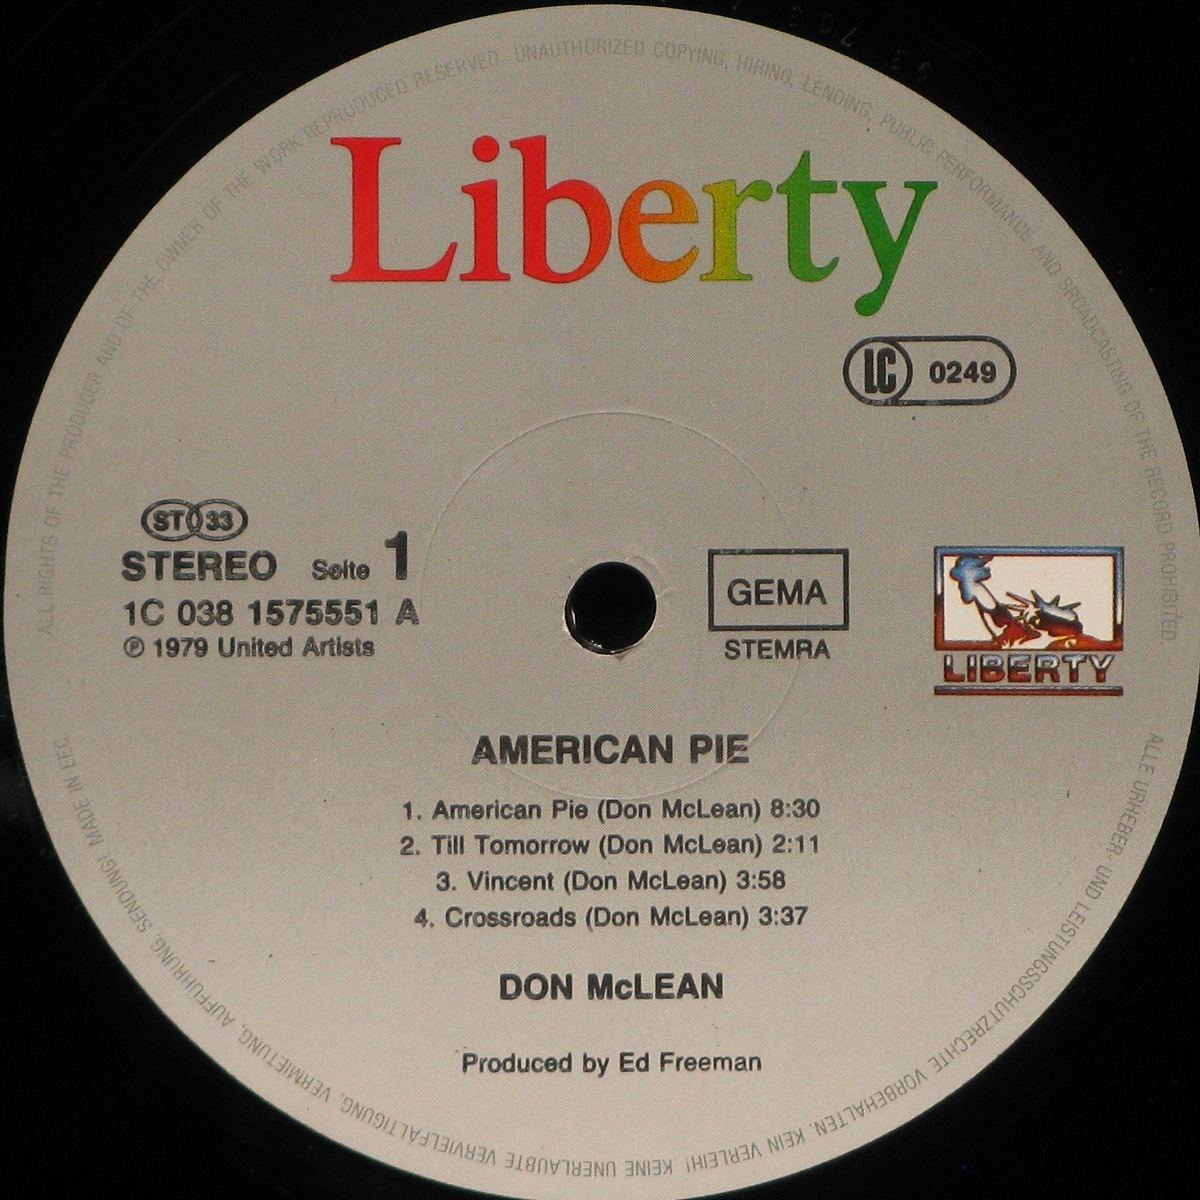 ALL RIGHTS OF THE PRODUCER AND OF THE OWNER OF THE WORK REPRODUCED RESERVED. UNAUTHORIZED COPYING, HIRING, LENDING, PUBLIC PERFORMANCE AND BROADCASTING OF THE RECORD PROHIBITED.
Liberty
LC 0249
ST 33
STEREO Seite 1
1C 038 1575551 A
℗ 1979 United Artists
GEMA
STEMRA
LIBERTY
AMERICAN PIE
1. American Pie (Don McLean) 8:30
2. Till Tomorrow (Don McLean) 2:11
3. Vincent (Don McLean) 3:58
4. Crossroads (Don McLean) 3:37
DON McLEAN
Produced by Ed Freeman
ALLE URHEBER- UND LEISTUNGSSCHUTZRECHTE VORBEHALTEN. KEIN VERLEIH! KEINE UNERLAUBTE VERVIELFÄLTIGUNG, VERMIETUNG, AUFFÜHRUNG, SENDUNG! MADE IN EEC.